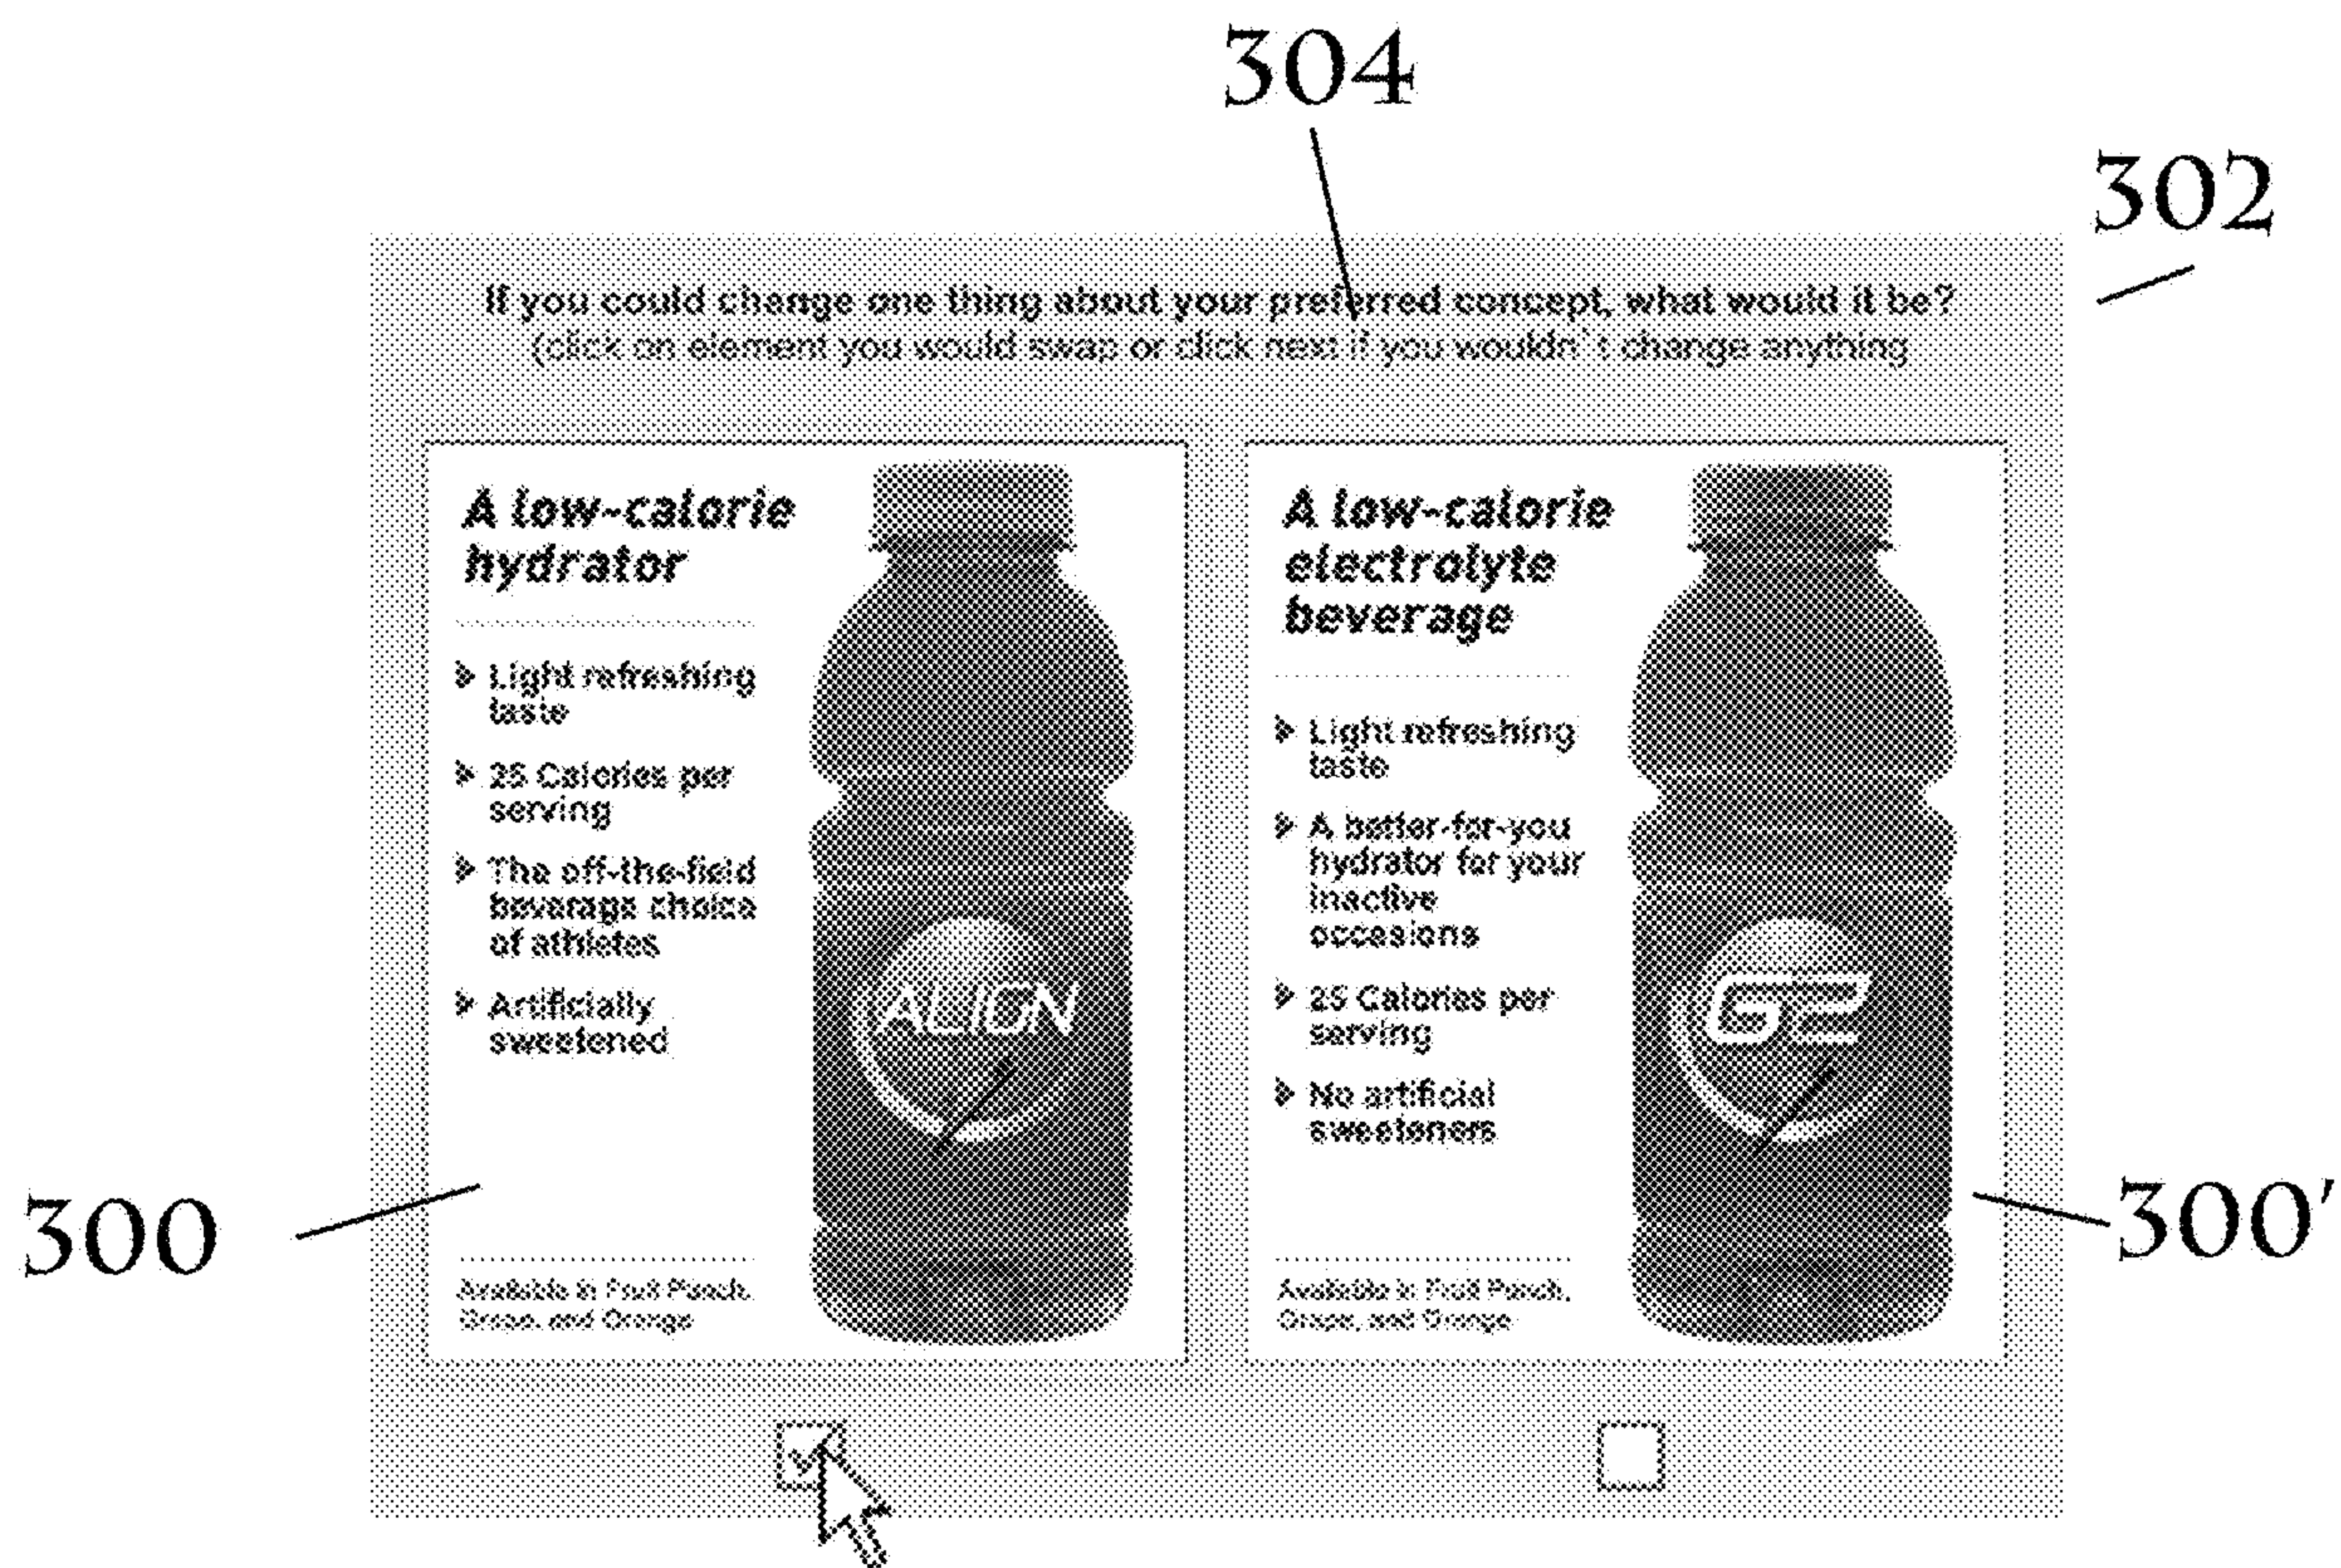 304
302
If you could change one thing about your preferred concept, what would it be?
(click on element you would swap or click next if you wouldn't change anything
A low-calorie
hydrator
Light refreshing
taste
25 Calories per
serving
The off-the-field
beverage choice
of athletes
Artificially
sweetened
Available in Fruit Punch,
Grape, and Orange
ALIGN
A low-calorie
electrolyte
beverage
Light refreshing
taste
A better-for-you
hydrator for your
inactive
occasions
25 Calories per
serving
No artificial
sweeteners
Available in Fruit Punch,
Grape, and Orange
G2
300
300'